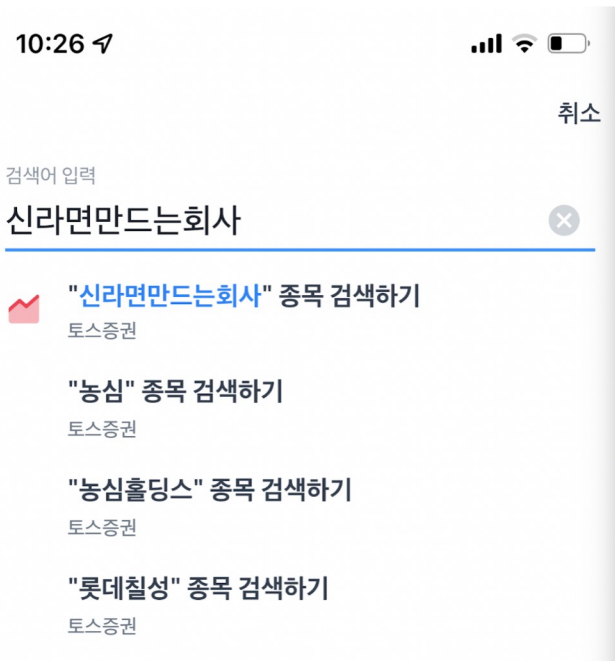 10:26
취소
검색어 입력
신라면만드는회사
"신라면만드는회사" 종목 검색하기
토스증권
"농심" 종목 검색하기
토스증권
"농심홀딩스" 종목 검색하기
토스증권
"롯데칠성" 종목 검색하기
토스증권